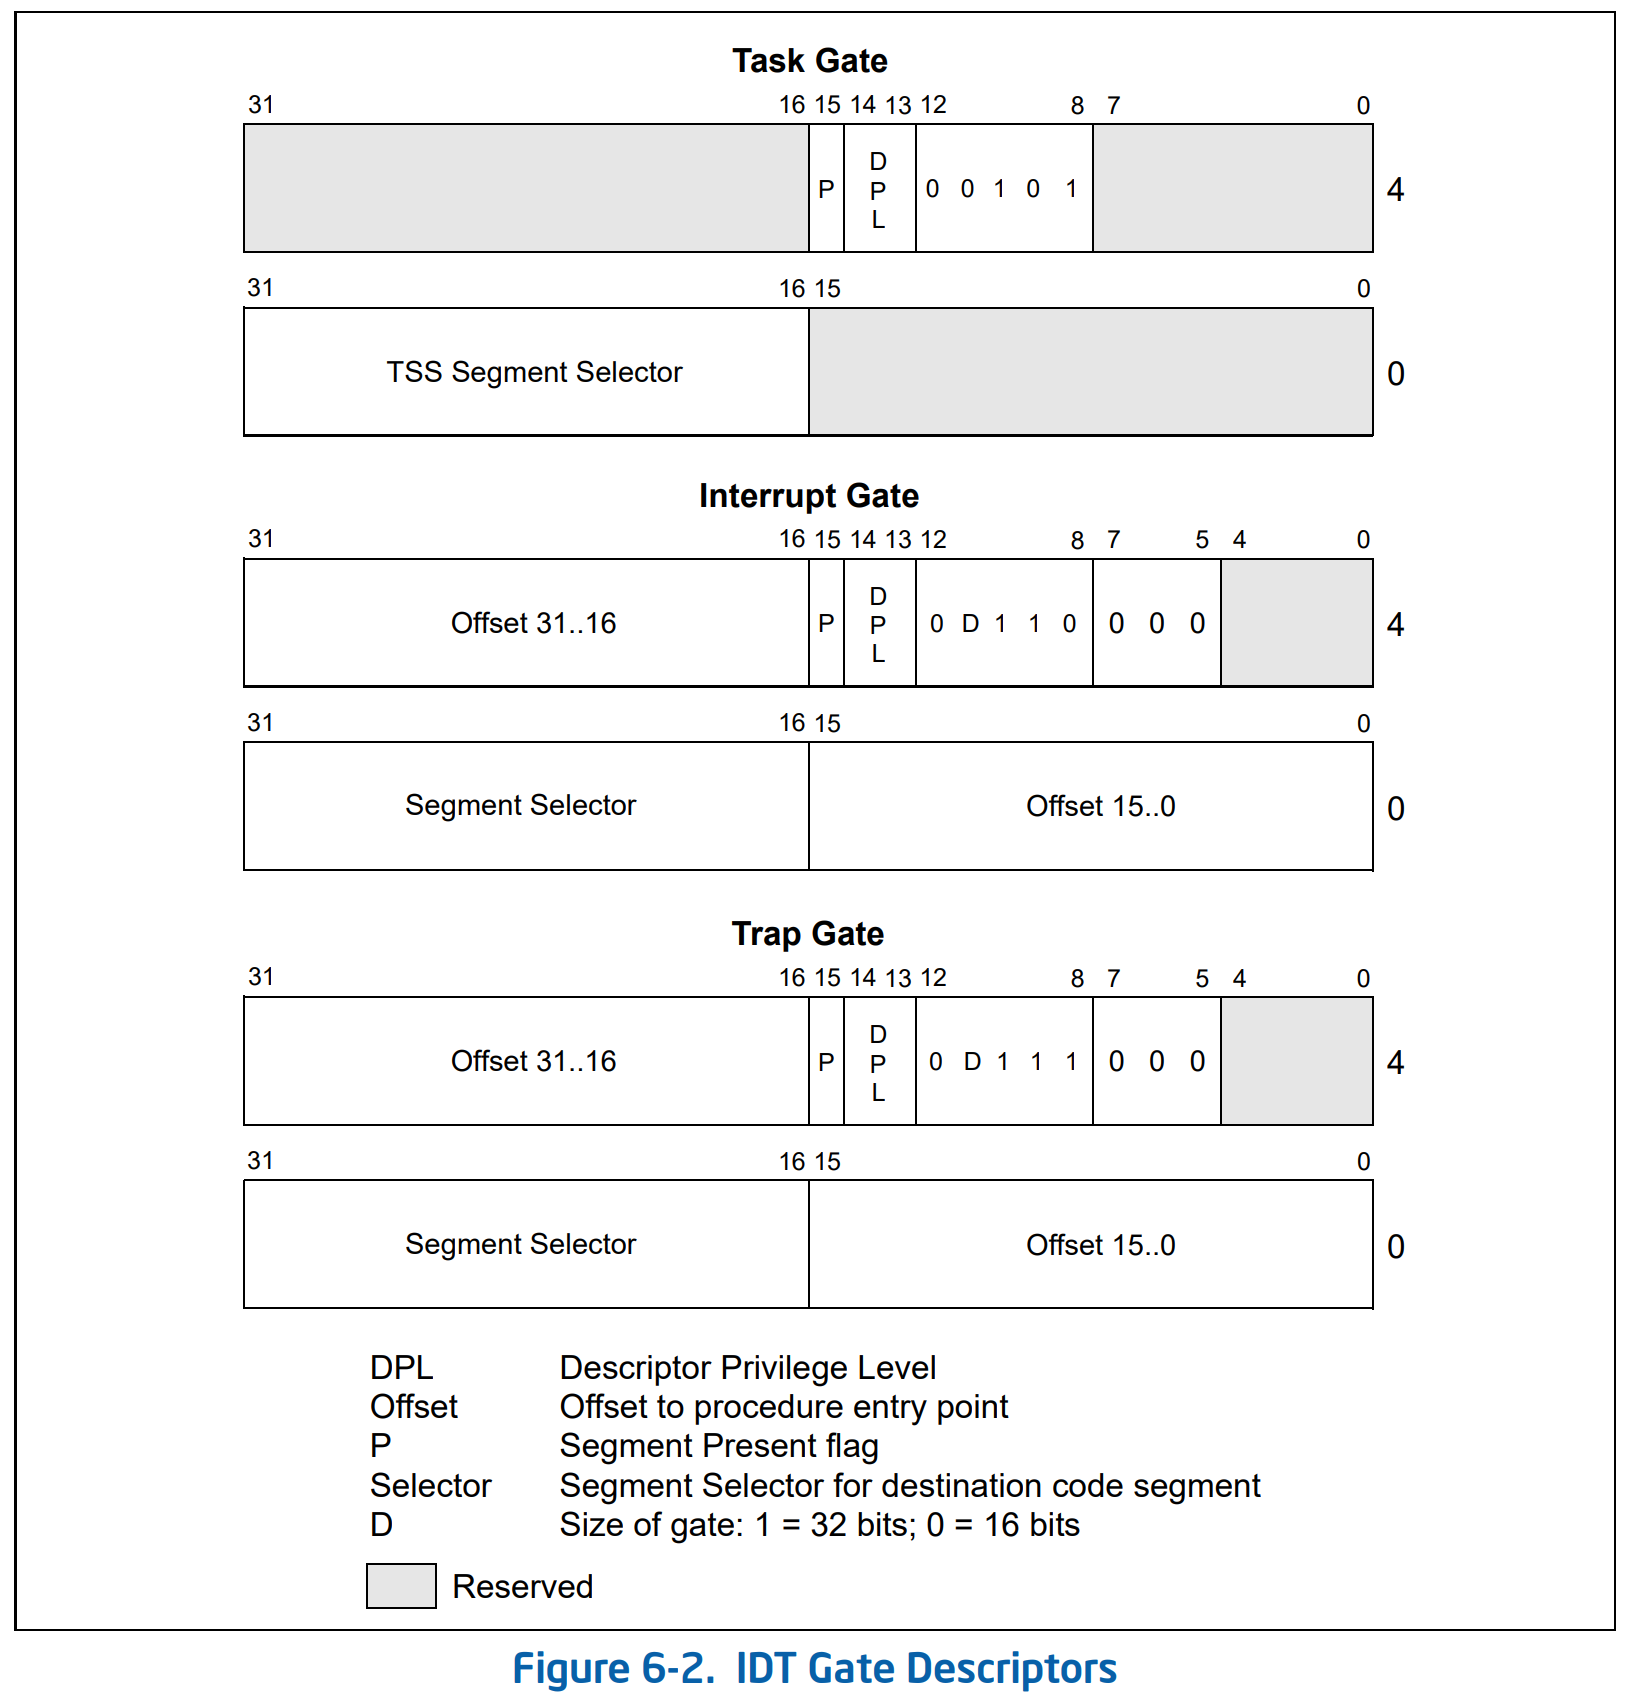 Task Gate
31 16 15 14 13 12 8 7 0
P D P L 0 0 1 0 1 4
31 16 15 0
TSS Segment Selector 0
Interrupt Gate
31 16 15 14 13 12 8 7 5 4 0
Offset 31..16 P D P L 0 D 1 1 0 0 0 0 4
31 16 15 0
Segment Selector Offset 15..0 0
Trap Gate
31 16 15 14 13 12 8 7 5 4 0
Offset 31..16 P D P L 0 D 1 1 1 0 0 0 4
31 16 15 0
Segment Selector Offset 15..0 0
DPL Descriptor Privilege Level
Offset Offset to procedure entry point
P Segment Present flag
Selector Segment Selector for destination code segment
D Size of gate: 1 = 32 bits; 0 = 16 bits
Reserved
Figure 6-2. IDT Gate Descriptors